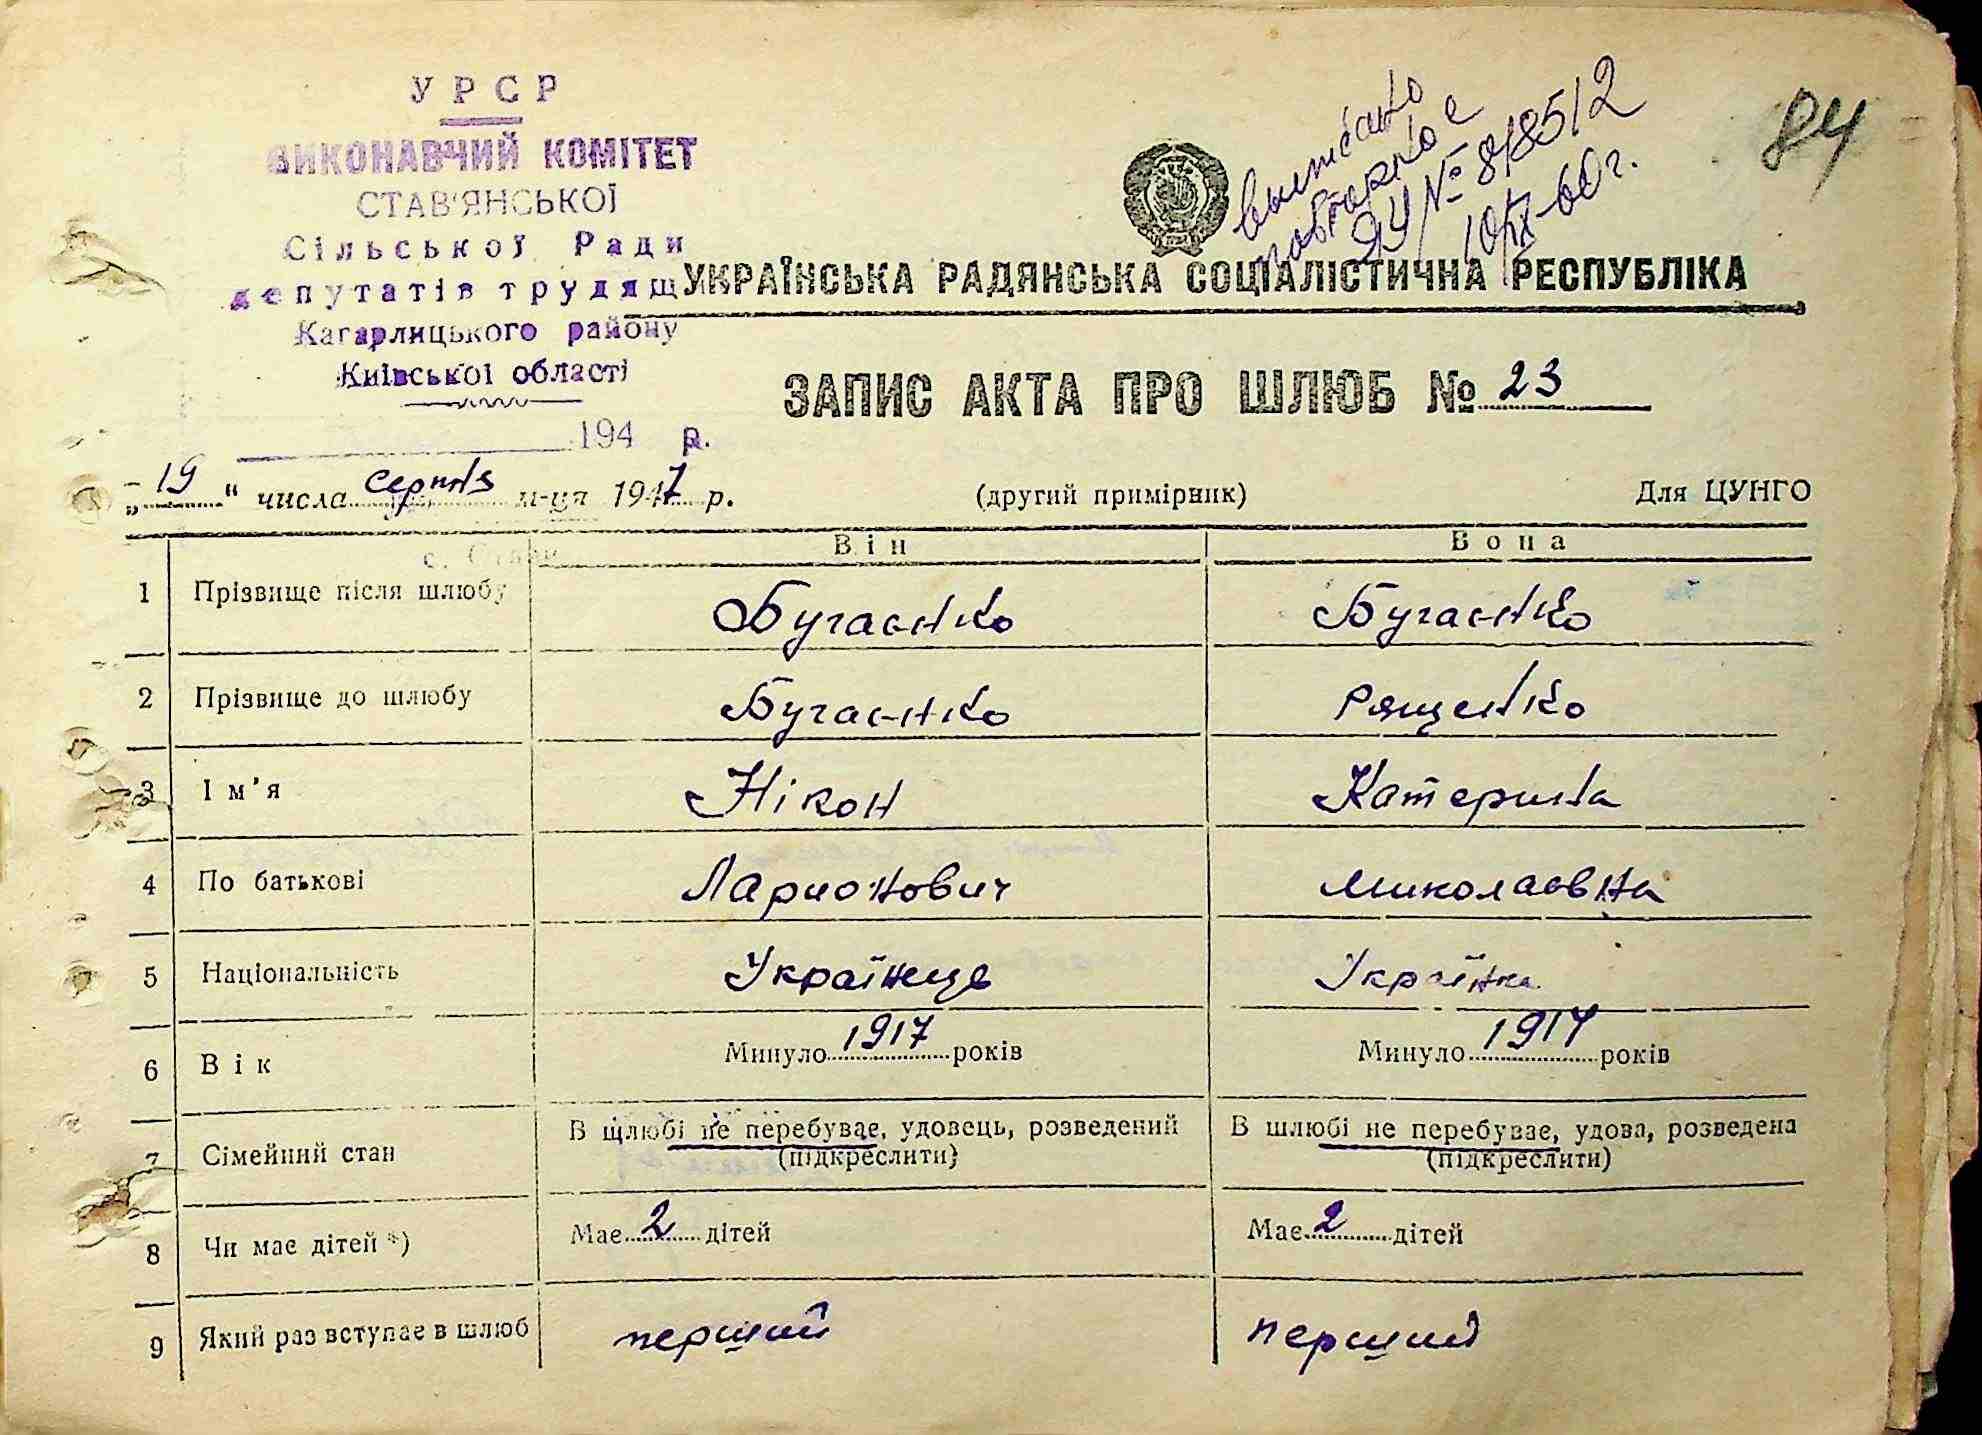 84
выписано
повторное
ЯУ № 878512
10/IX-60г.
УРСР
ВИКОНАВЧИЙ КОМІТЕТ
СТАВ'ЯНСЬКОЇ
Сільської Ради
депутатів трудящ
Кагарлицького району
Київської області
194 р.
УКРАЇНСЬКА РАДЯНСЬКА СОЦІАЛІСТИЧНА РЕСПУБЛІКА
ЗАПИС АКТА ПРО ШЛЮБ № 23
„19" числа серпня м-ця 1947 р. (другий примірник) Для ЦУНГО
Він Вона
1 Прізвище після шлюбу Бугаєнко Бугаєнко
2 Прізвище до шлюбу Бугаєнко Рященко
3 Ім'я Нікон Катерина
4 По батькові Ларионович Миколаєвна
5 Національність Українець Українка
6 Вік Минуло 1917 років Минуло 1917 років
7 Сімейний стан В шлюбі не перебуває, удовець, розведений (підкреслити) В шлюбі не перебуває, удова, розведена (підкреслити)
8 Чи має дітей *) Має 2 дітей Має 2 дітей
9 Який раз вступає в шлюб перший перший